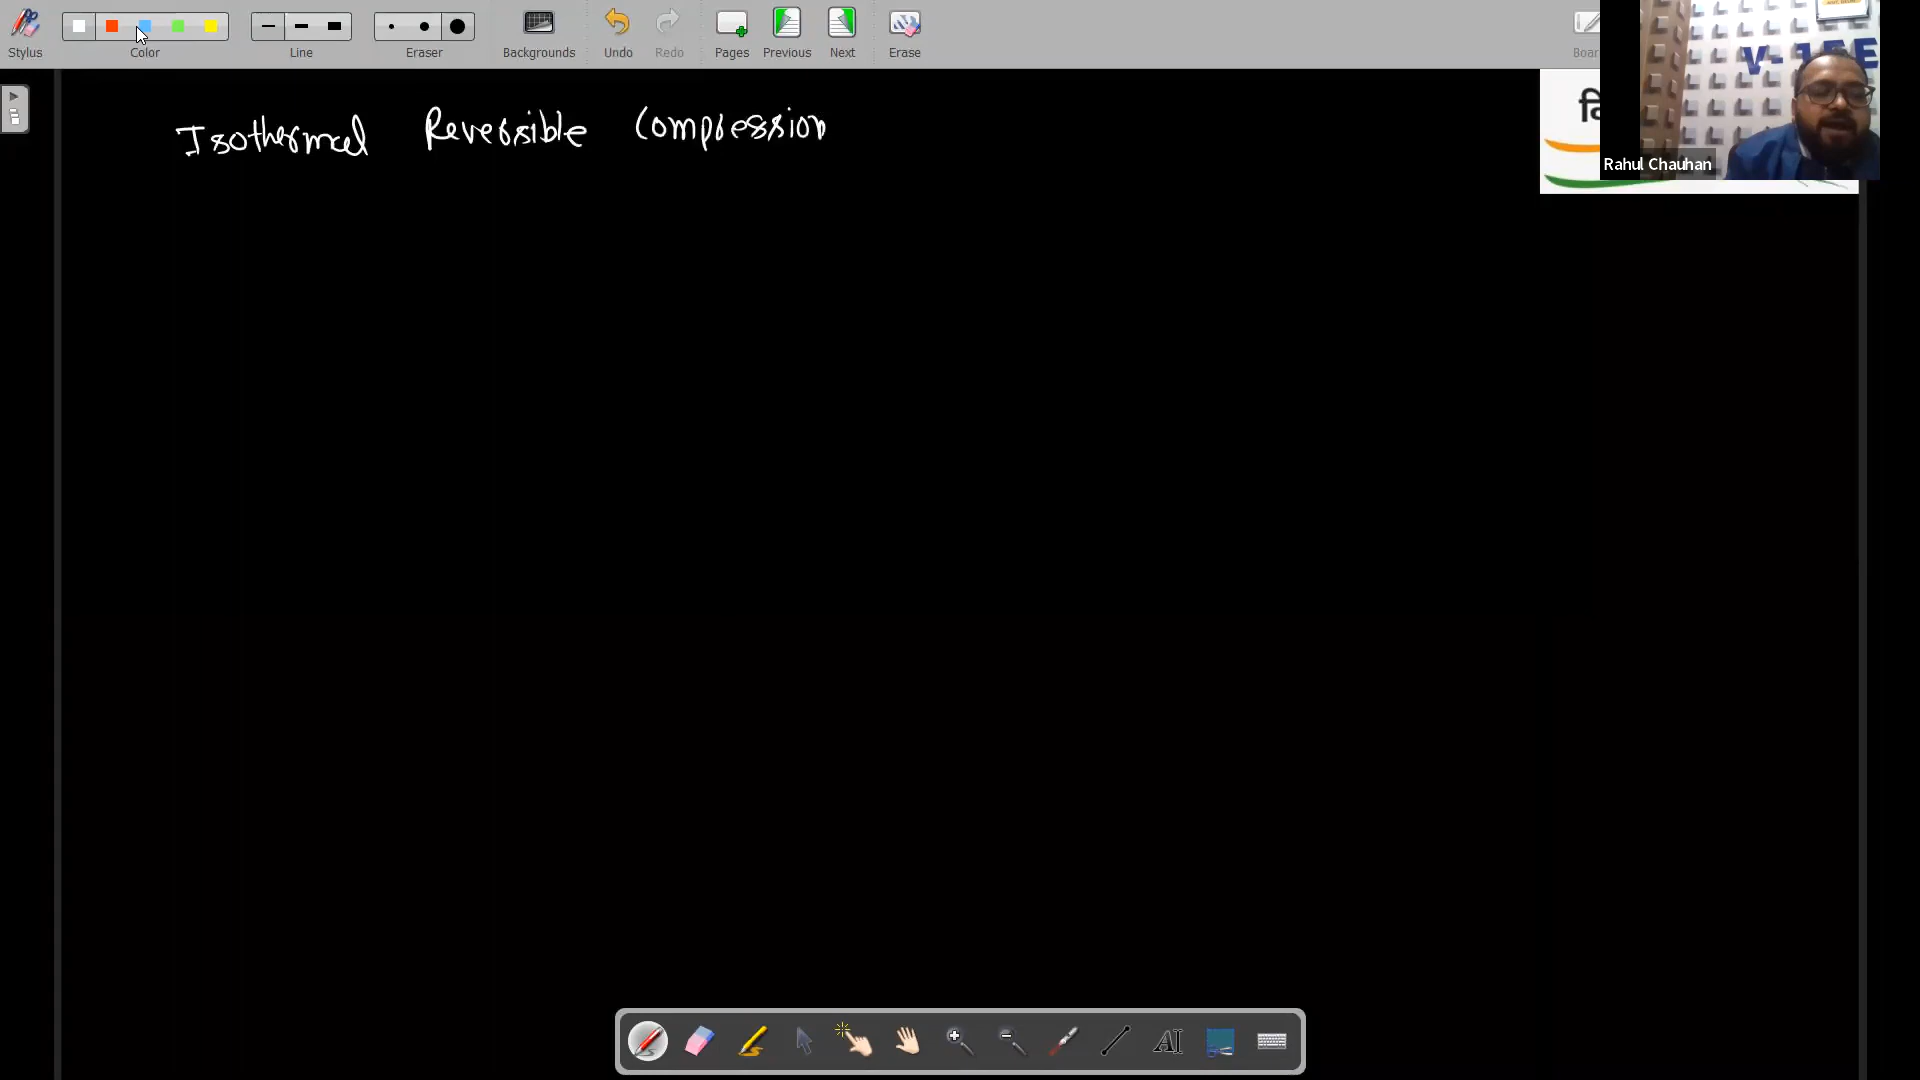 Stylus Color Line Eraser Backgrounds Undo Redo Pages Previous Next Erase
Isothermal Reversible Compression
Rahul Chauhan